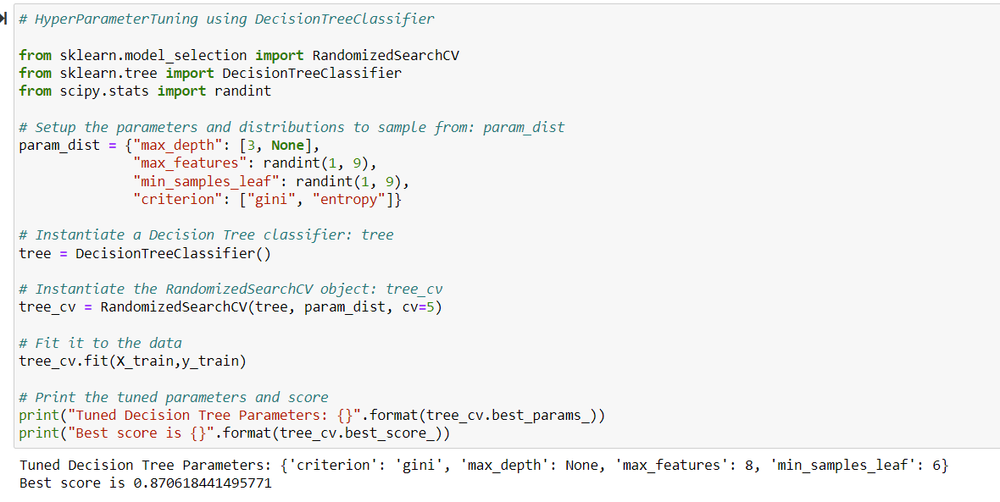 # HyperParameterTuning using DecisionTreeClassifier
from sklearn.model_selection import RandomizedSearchCV
from sklearn.tree import DecisionTreeClassifier
from scipy.stats import randint
# Setup the parameters and distributions to sample from: param_dist
param_dist = {"max_depth": [3, None],
"max_features": randint(1, 9),
"min_samples_leaf": randint(1, 9),
"criterion": ["gini", "entropy"]}
# Instantiate a Decision Tree classifier: tree
tree = DecisionTreeClassifier()
# Instantiate the RandomizedSearchCV object: tree_cv
tree_cv = RandomizedSearchCV(tree, param_dist, cv=5)
# Fit it to the data
tree_cv.fit(X_train,y_train)
# Print the tuned parameters and score
print("Tuned Decision Tree Parameters: {}".format(tree_cv.best_params_))
print("Best score is {}".format(tree_cv.best_score_))
Tuned Decision Tree Parameters: {'criterion': 'gini', 'max_depth': None, 'max_features': 8, 'min_samples_leaf': 6}
Best score is 0.870618441495771